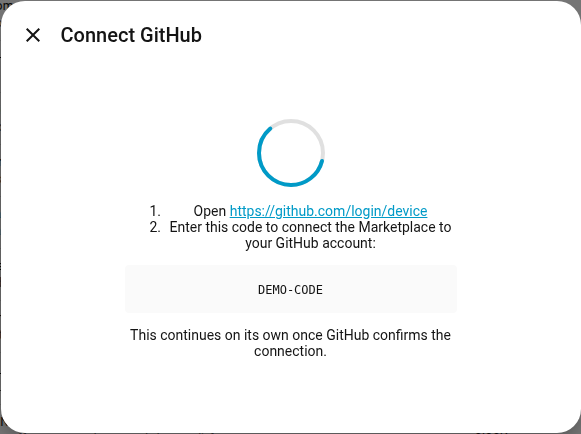 Connect GitHub
1. Open https://github.com/login/device
2. Enter this code to connect the Marketplace to
your GitHub account:
DEMO-CODE
This continues on its own once GitHub confirms the
connection.